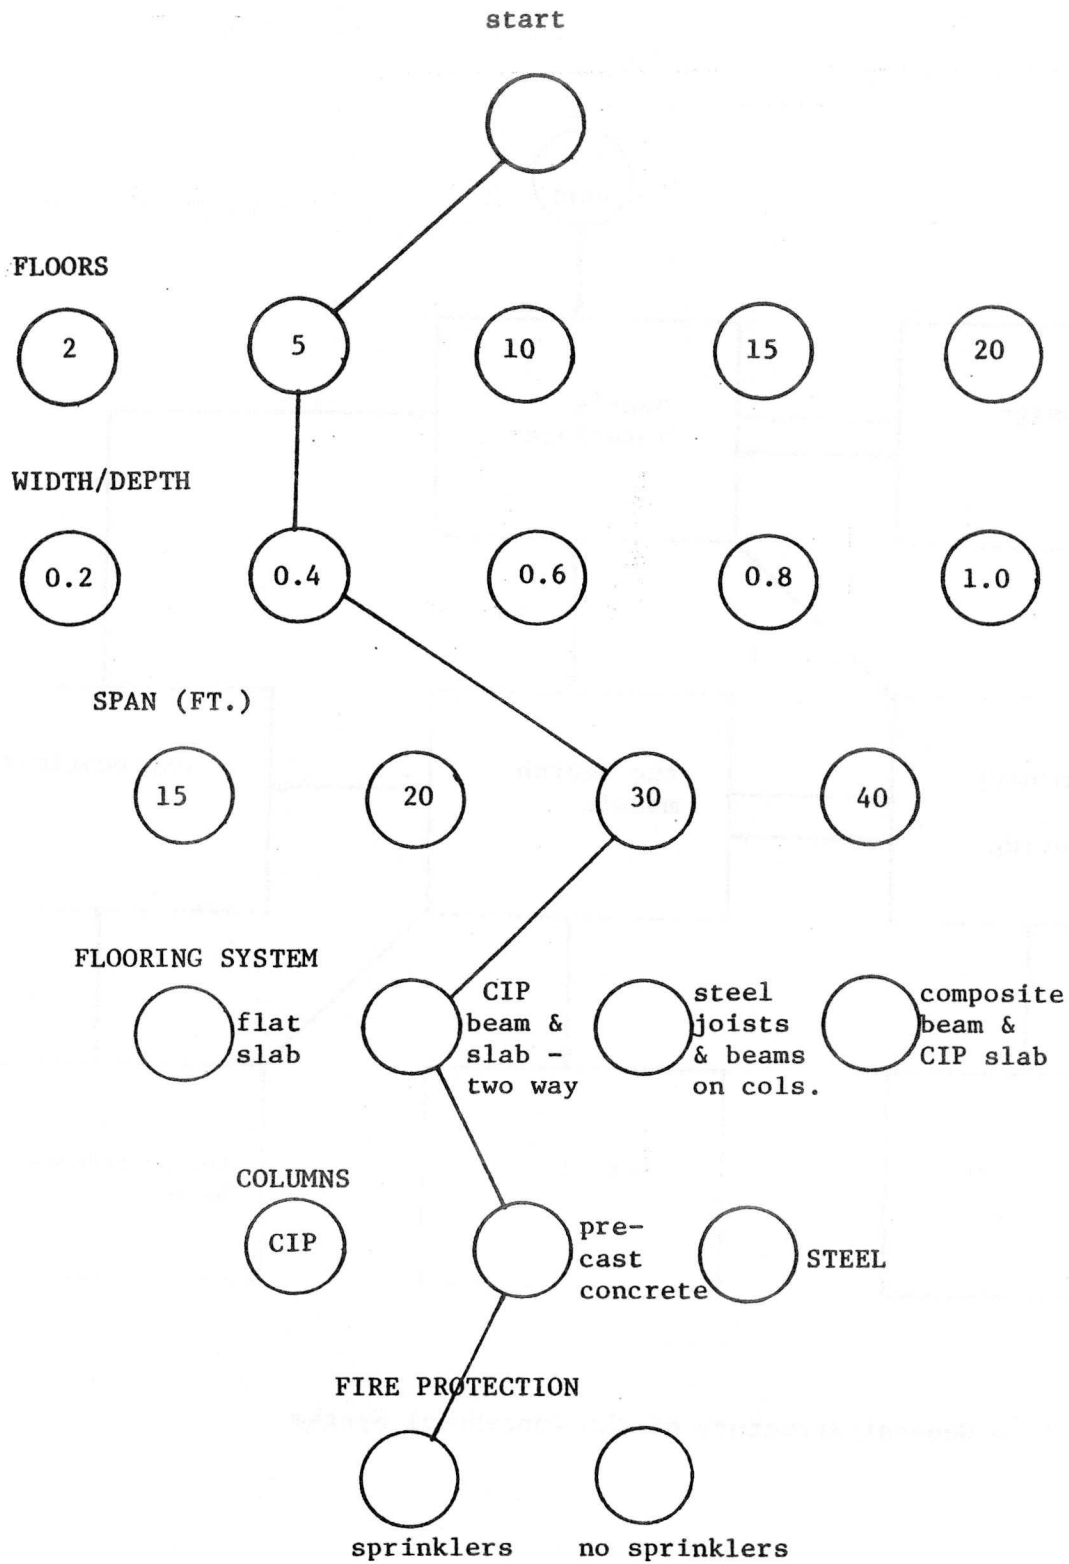 start
FLOORS
2 5 10 15 20
WIDTH/DEPTH
0.2 0.4 0.6 0.8 1.0
SPAN (FT.)
15 20 30 40
FLOORING SYSTEM
flat
slab
CIP
beam &
slab -
two way
steel
joists
& beams
on cols.
composite
beam &
CIP slab
COLUMNS
CIP
pre-
cast
concrete
STEEL
FIRE PROTECTION
sprinklers no sprinklers